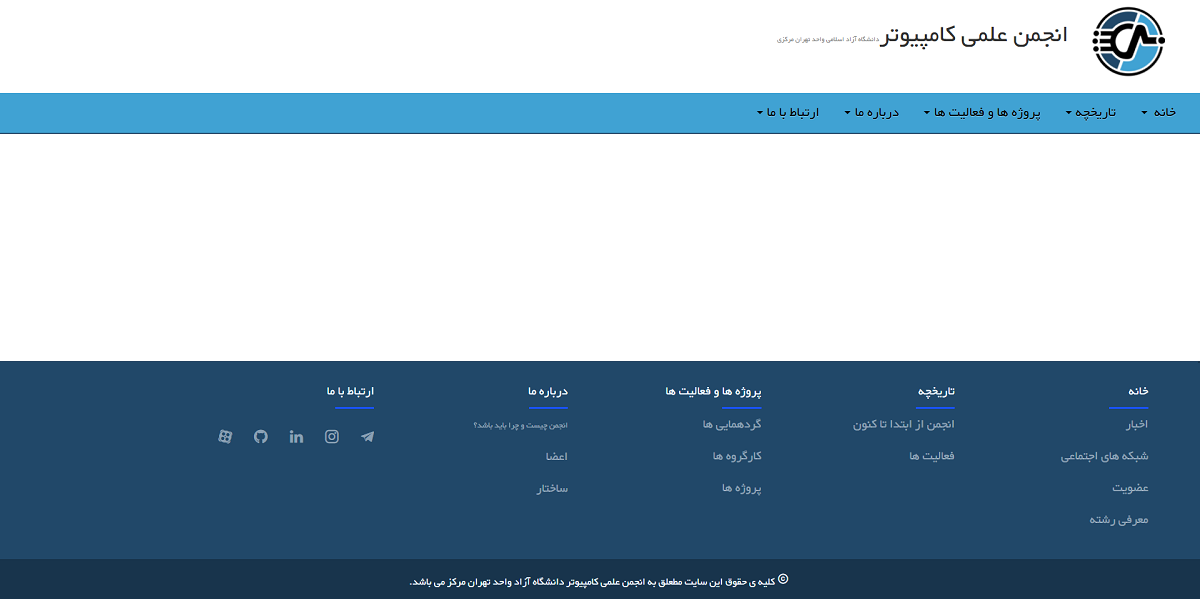 انجمن علمی کامپیوتر دانشگاه آزاد اسلامی واحد تهران مرکزی
خانه تاریخچه پروژه ها و فعالیت ها درباره ما ارتباط با ما
خانه
اخبار
شبکه های اجتماعی
عضویت
معرفی رشته
تاریخچه
انجمن از ابتدا تا کنون
فعالیت ها
پروژه ها و فعالیت ها
گردهمایی ها
کارگروه ها
پروژه ها
درباره ما
انجمن چیست و چرا باید باشد؟
اعضا
ساختار
ارتباط با ما
© کلیه ی حقوق این سایت مطعلق به انجمن علمی کامپیوتر دانشگاه آزاد واحد تهران مرکز می باشد.